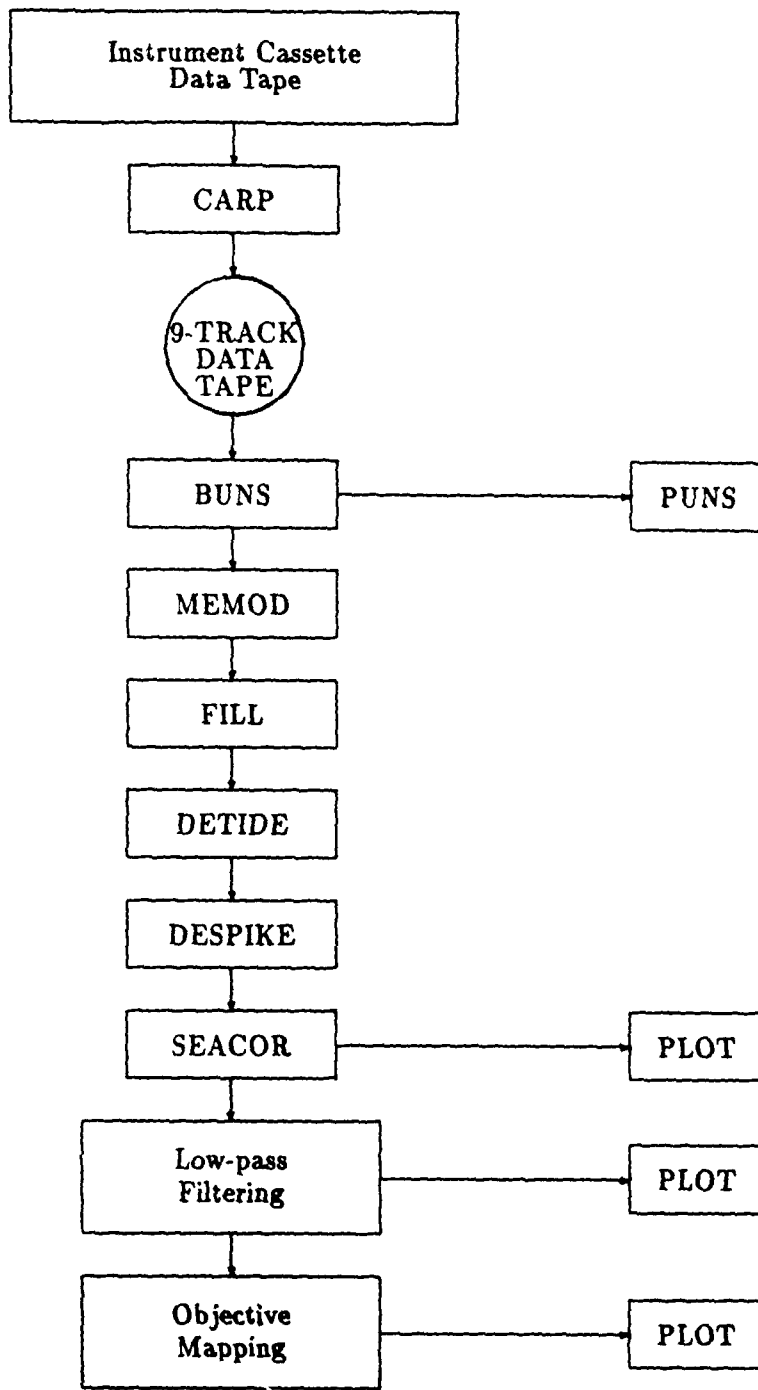 Instrument Cassette
Data Tape
CARP
9-TRACK
DATA
TAPE
BUNS
PUNS
MEMOD
FILL
DETIDE
DESPIKE
SEACOR
PLOT
Low-pass
Filtering
PLOT
Objective
Mapping
PLOT